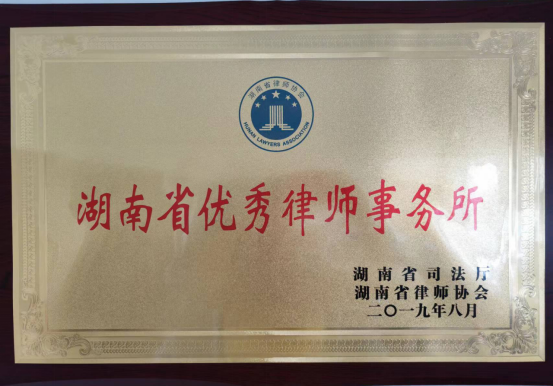 湖南省律师协会
HUNAN LAWYERS ASSOCIATION
湖南省优秀律师事务所
湖南省司法厅
湖南省律师协会
二〇一九年八月